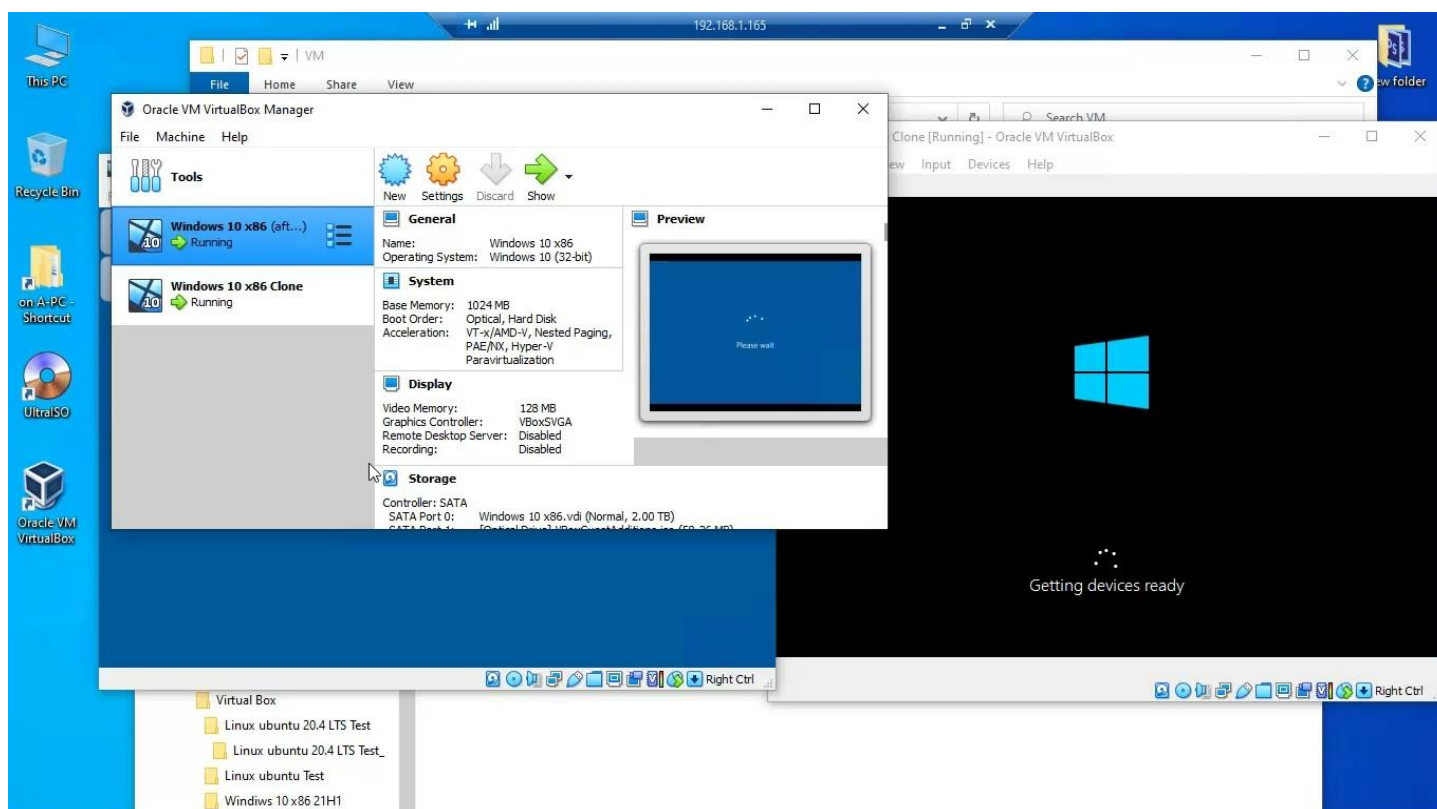 192.168.1.165
This PC
Recycle Bin
on A-PC -
Shortcut
UltraISO
Oracle VM
VirtualBox
ew folder
VM
File Home Share View
Search VM
Oracle VM VirtualBox Manager
File Machine Help
Tools
New Settings Discard Show
Windows 10 x86 (aft...)
Running
Windows 10 x86 Clone
Running
General
Name: Windows 10 x86
Operating System: Windows 10 (32-bit)
System
Base Memory: 1024 MB
Boot Order: Optical, Hard Disk
Acceleration: VT-x/AMD-V, Nested Paging,
PAE/NX, Hyper-V
Paravirtualization
Display
Video Memory: 128 MB
Graphics Controller: VBoxSVGA
Remote Desktop Server: Disabled
Recording: Disabled
Storage
Controller: SATA
SATA Port 0: Windows 10 x86.vdi (Normal, 2.00 TB)
Preview
Please wait
Clone [Running] - Oracle VM VirtualBox
ew Input Devices Help
Getting devices ready
Right Ctrl
Right Ctrl
Virtual Box
Linux ubuntu 20.4 LTS Test
Linux ubuntu 20.4 LTS Test_
Linux ubuntu Test
Windiws 10 x86 21H1